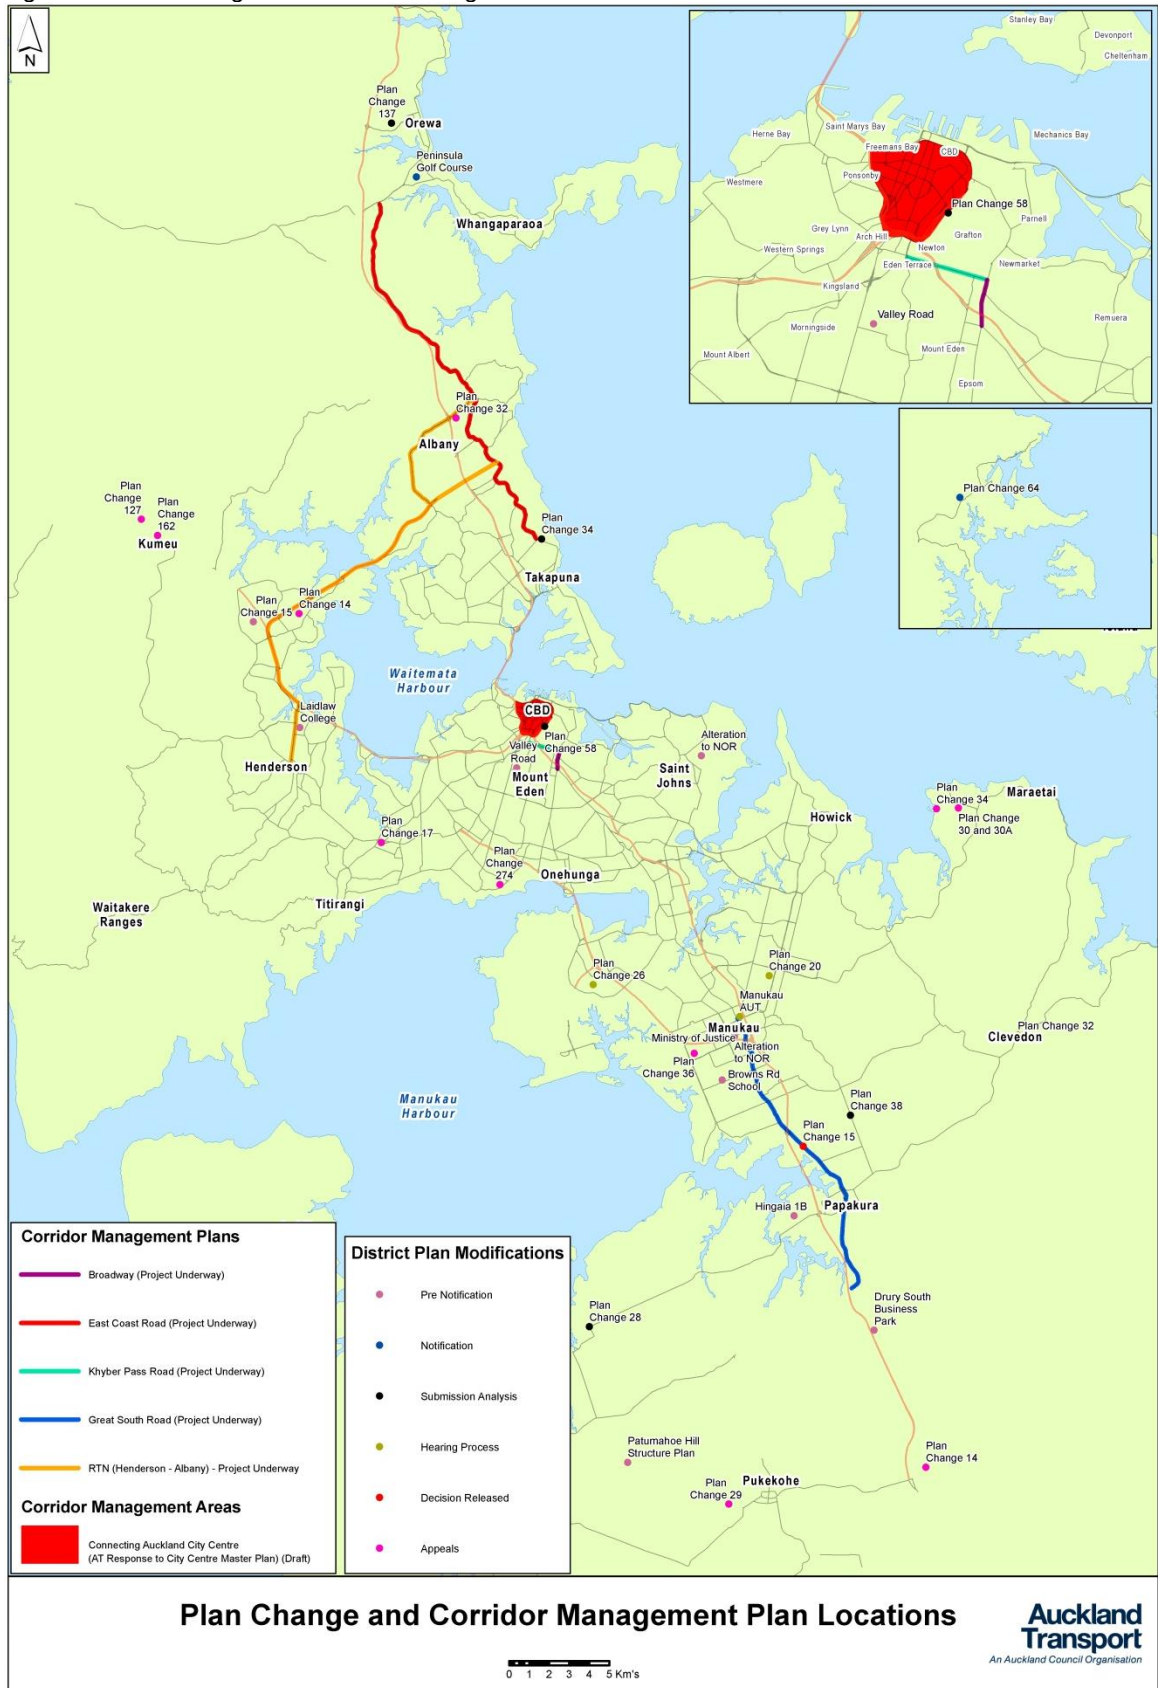 N
Plan
Change
137
Orewa
Peninsula
Golf Course
Whangaparaoa
Plan
Change 32
Albany
Plan
Change
127
Plan
Change
162
Kumeu
Plan
Change 34
Takapuna
Plan
Change 15
Plan
Change 14
Waitemata
Harbour
Laidlaw
College
Henderson
CBD
Plan
Change 58
Valley
Road
Mount
Eden
Alteration
to NOR
Saint
Johns
Howick
Plan
Change 34
Plan Change
30 and 30A
Maraetai
Plan
Change 17
Plan
Change
274
Onehunga
Waitakere
Ranges
Titirangi
Plan
Change 26
Plan
Change 20
Manukau
AUT
Manukau
Ministry of Justice
Alteration
to NOR
Plan
Change 36
Browns Rd
School
Plan Change 32
Clevedon
Manukau
Harbour
Plan
Change 38
Plan
Change 15
Hingaia 1B
Papakura
Drury South
Business
Park
Plan
Change 28
Patumahoe Hill
Structure Plan
Plan
Change 29
Pukekohe
Plan
Change 14
Stanley Bay
Devonport
Cheltenham
Herne Bay
Saint Marys Bay
Mechanics Bay
Freemans Bay
CBD
Ponsonby
Westmere
Plan Change 58
Parnell
Grey Lynn
Arch Hill
Grafton
Newton
Western Springs
Eden Terrace
Newmarket
Kingsland
Valley Road
Morningside
Remuera
Mount Albert
Mount Eden
Epsom
Plan Change 64
Corridor Management Plans
Broadway (Project Underway)
East Coast Road (Project Underway)
Khyber Pass Road (Project Underway)
Great South Road (Project Underway)
RTN (Henderson - Albany) - Project Underway
Corridor Management Areas
Connecting Auckland City Centre
(AT Response to City Centre Master Plan) (Draft)
District Plan Modifications
Pre Notification
Notification
Submission Analysis
Hearing Process
Decision Released
Appeals
Plan Change and Corridor Management Plan Locations
0 1 2 3 4 5 Km's
Auckland
Transport
An Auckland Council Organisation